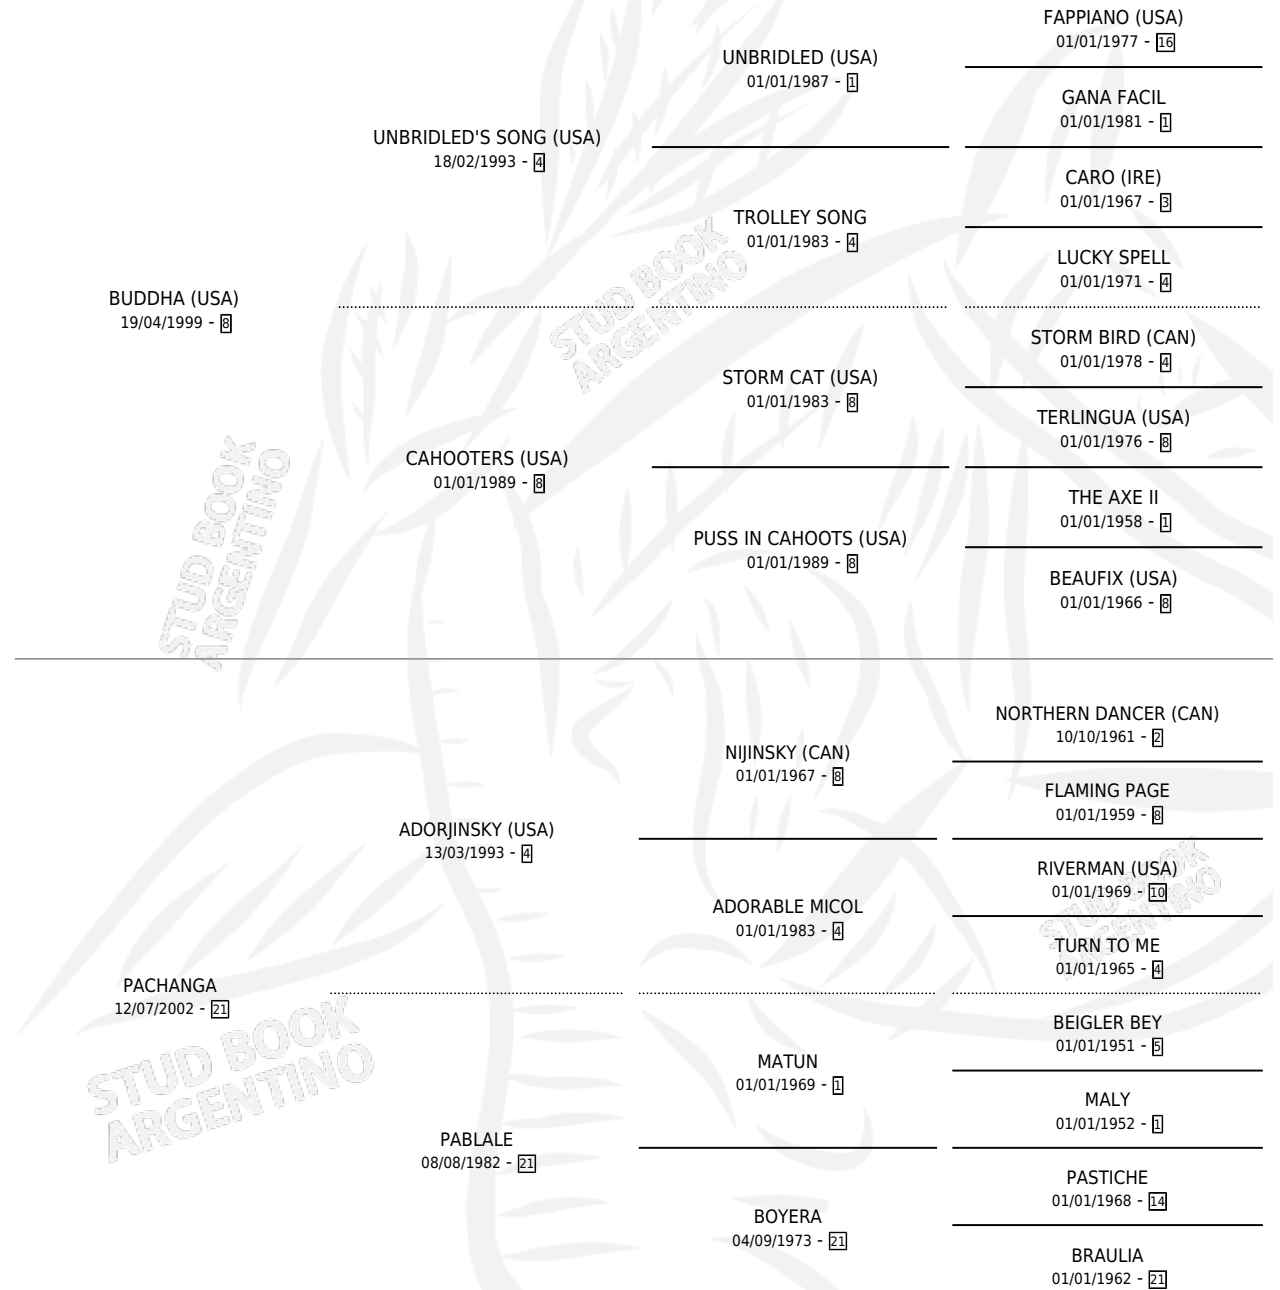 FAPPIANO (USA)
01/01/1977 - 16
UNBRIDLED (USA)
01/01/1987 - 1
GANA FACIL
01/01/1981 - 1
UNBRIDLED'S SONG (USA)
18/02/1993 - 4
CARO (IRE)
01/01/1967 - 3
TROLLEY SONG
01/01/1983 - 4
LUCKY SPELL
01/01/1971 - 4
BUDDHA (USA)
19/04/1999 - 8
STORM BIRD (CAN)
01/01/1978 - 4
STORM CAT (USA)
01/01/1983 - 8
TERLINGUA (USA)
01/01/1976 - 8
CAHOOTERS (USA)
01/01/1989 - 8
THE AXE II
01/01/1958 - 1
PUSS IN CAHOOTS (USA)
01/01/1989 - 8
BEAUFIX (USA)
01/01/1966 - 8
NORTHERN DANCER (CAN)
10/10/1961 - 2
NIJINSKY (CAN)
01/01/1967 - 8
FLAMING PAGE
01/01/1959 - 8
ADORJINSKY (USA)
13/03/1993 - 4
RIVERMAN (USA)
01/01/1969 - 10
ADORABLE MICOL
01/01/1983 - 4
TURN TO ME
01/01/1965 - 4
PACHANGA
12/07/2002 - 21
BEIGLER BEY
01/01/1951 - 5
MATUN
01/01/1969 - 1
MALY
01/01/1952 - 1
PABLALE
08/08/1982 - 21
PASTICHE
01/01/1968 - 14
BOYERA
04/09/1973 - 21
BRAULIA
01/01/1962 - 21
STUD BOOK
ARGENTINO
STUD BOOK
ARGENTINO
STUD BOOK
ARGENTINO
STUD BOOK
ARGENTINO